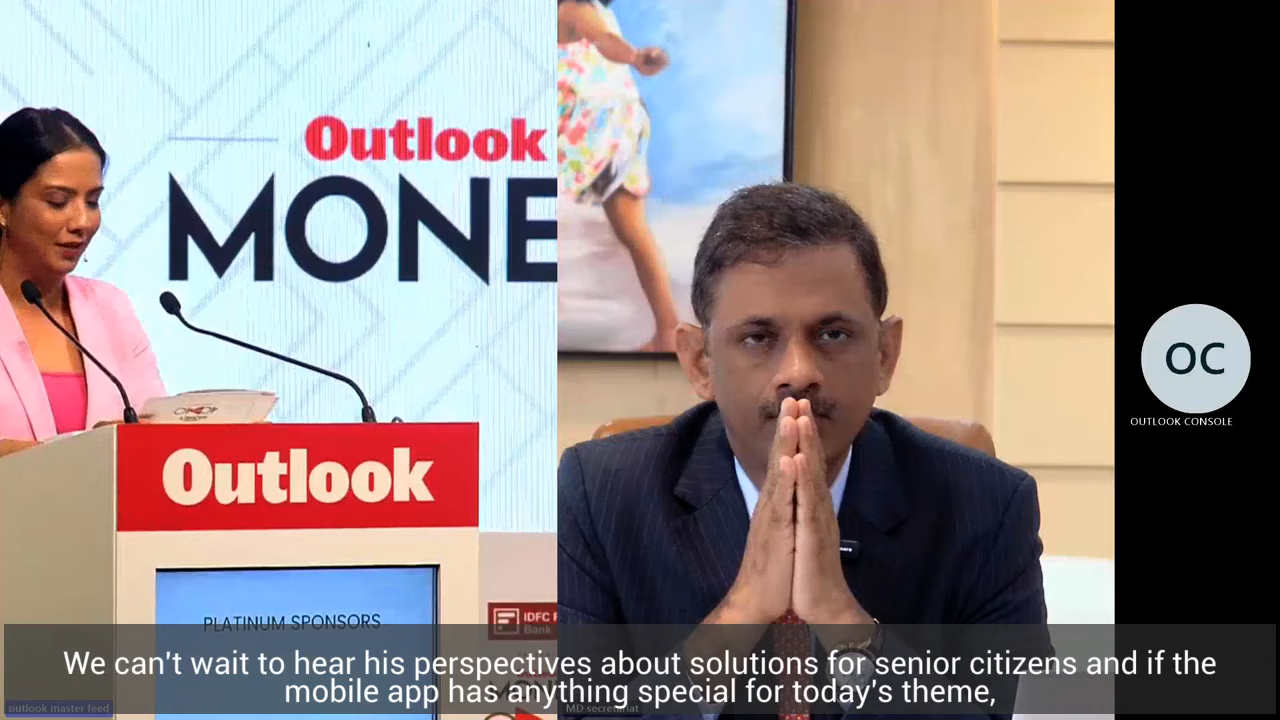 Outlook
MONE
Outlook
PLATINUM SPONSORS
IDFC F
Bank
OC
OUTLOOK CONSOLE
We can't wait to hear his perspectives about solutions for senior citizens and if the
mobile app has anything special for today's theme,
outlook master feed
MD secretariat